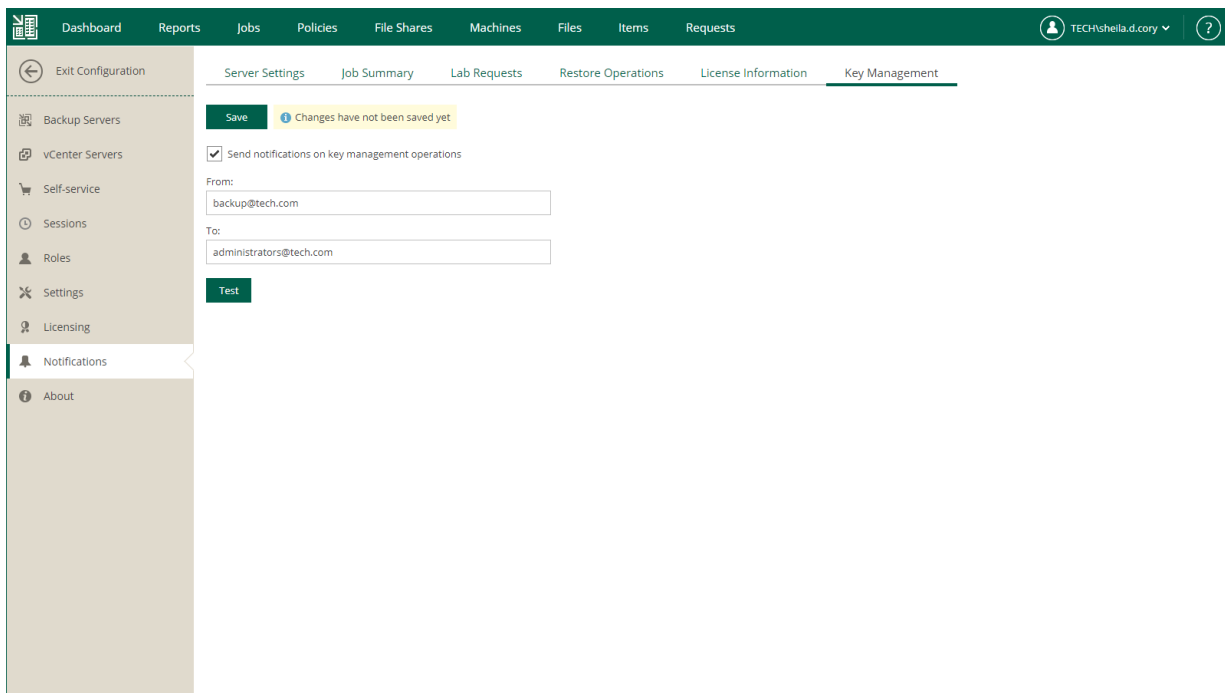 Dashboard Reports Jobs Policies File Shares Machines Files Items Requests TECH\sheila.d.cory ?
Exit Configuration
Server Settings Job Summary Lab Requests Restore Operations License Information Key Management
Backup Servers
vCenter Servers
Self-service
Sessions
Roles
Settings
Licensing
Notifications
About
Save Changes have not been saved yet
Send notifications on key management operations
From:
backup@tech.com
To:
administrators@tech.com
Test